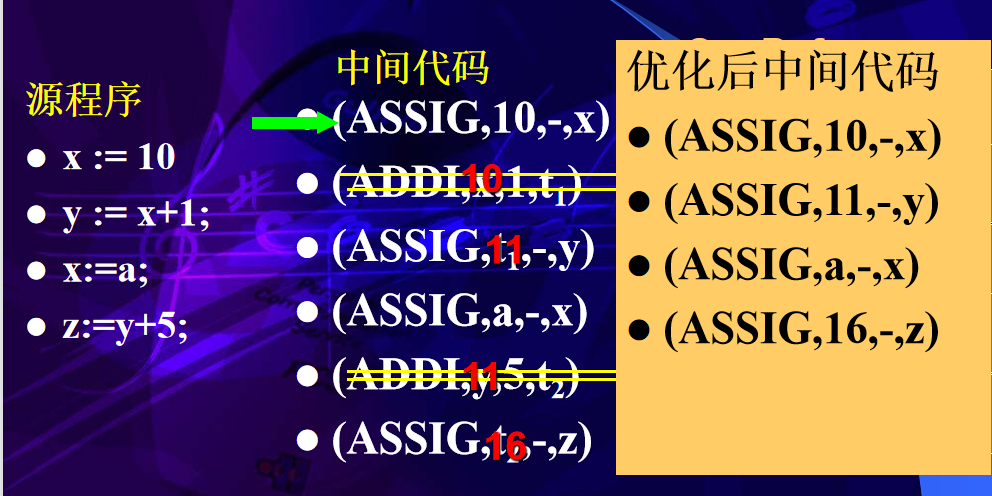 源程序
x := 10
y := x+1;
x:=a;
z:=y+5;
中间代码
(ASSIG,10,-,x)
(ADDI,x,1,t₁)
10
(ASSIG,t₁,-,y)
11
(ASSIG,a,-,x)
(ADDI,y,5,t₂)
11
(ASSIG,t₂,-,z)
16
优化后中间代码
(ASSIG,10,-,x)
(ASSIG,11,-,y)
(ASSIG,a,-,x)
(ASSIG,16,-,z)